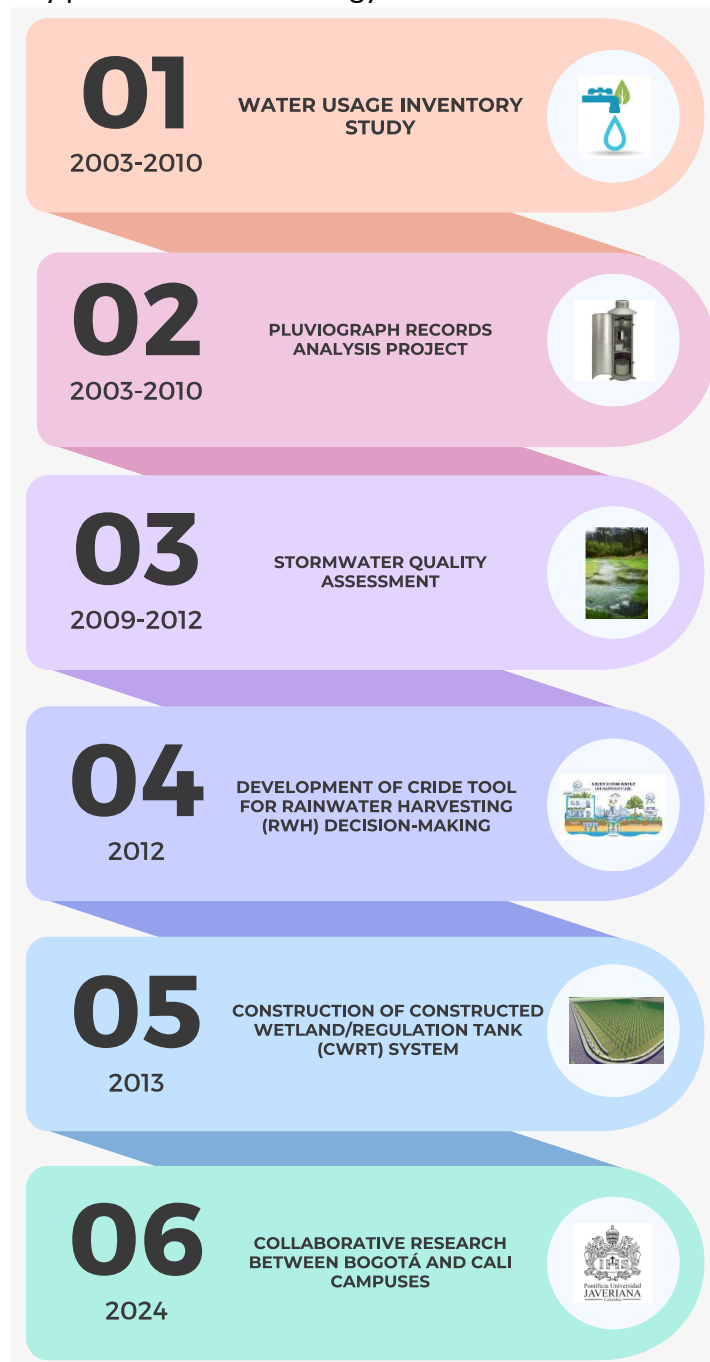 01
2003-2010
WATER USAGE INVENTORY
STUDY
02
2003-2010
PLUVIOGRAPH RECORDS
ANALYSIS PROJECT
03
2009-2012
STORMWATER QUALITY
ASSESSMENT
04
2012
DEVELOPMENT OF CRIDE TOOL
FOR RAINWATER HARVESTING
(RWH) DECISION-MAKING
05
2013
CONSTRUCTION OF CONSTRUCTED
WETLAND/REGULATION TANK
(CWRT) SYSTEM
06
2024
COLLABORATIVE RESEARCH
BETWEEN BOGOTÁ AND CALI
CAMPUSES
IHS
Pontificia Universidad
JAVERIANA
Colombia